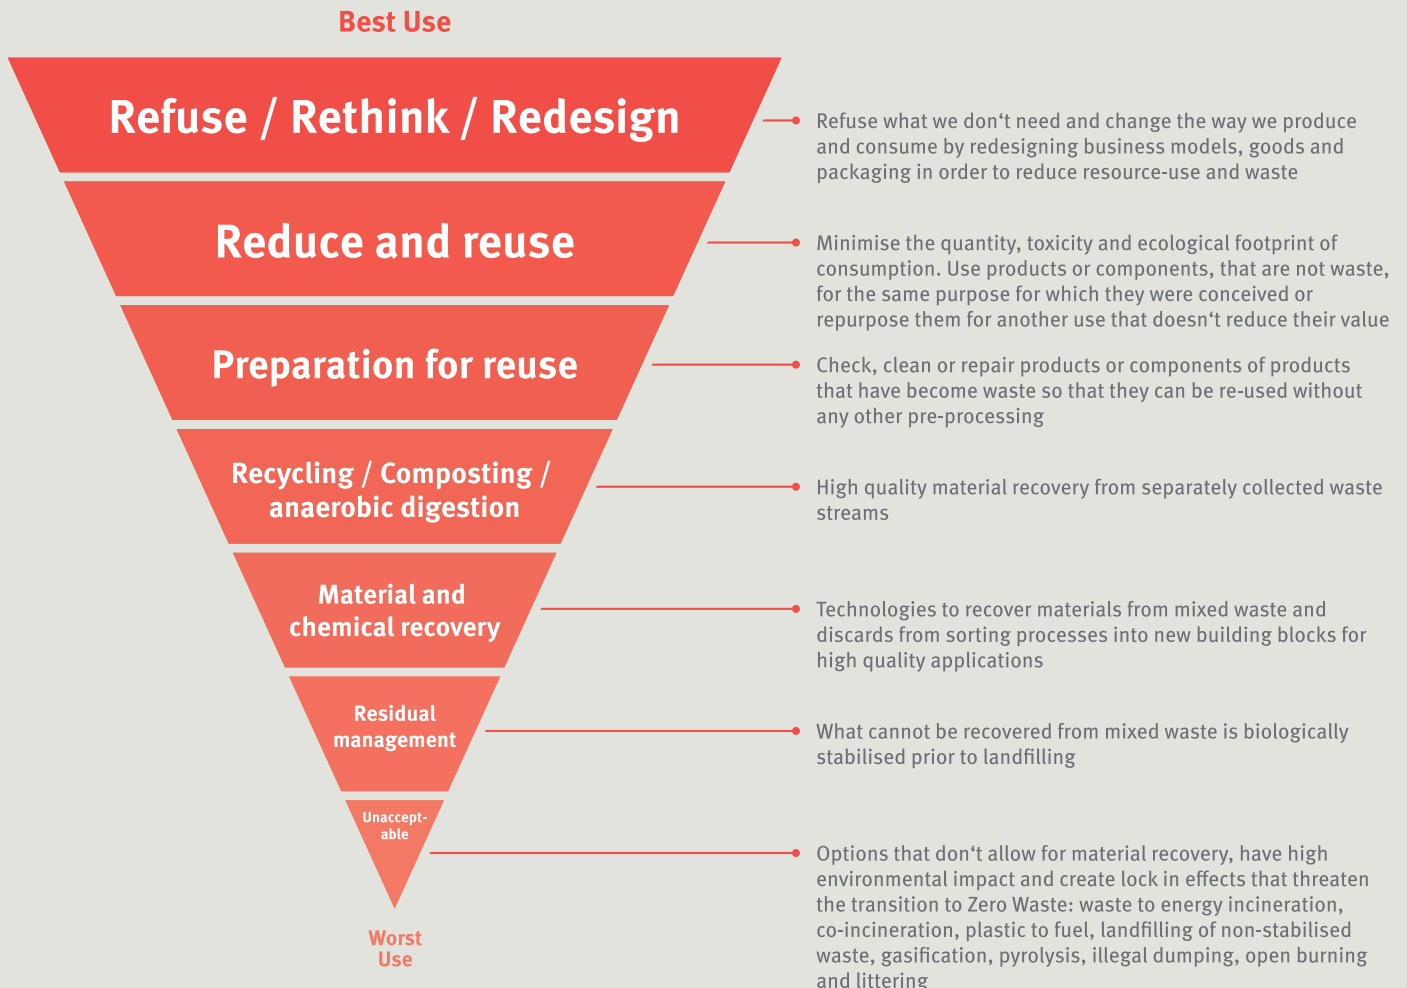 Best Use
Refuse / Rethink / Redesign
Refuse what we don‘t need and change the way we produce
and consume by redesigning business models, goods and
packaging in order to reduce resource-use and waste
Reduce and reuse
Minimise the quantity, toxicity and ecological footprint of
consumption. Use products or components, that are not waste,
for the same purpose for which they were conceived or
repurpose them for another use that doesn‘t reduce their value
Preparation for reuse
Check, clean or repair products or components of products
that have become waste so that they can be re-used without
any other pre-processing
Recycling / Composting /
anaerobic digestion
High quality material recovery from separately collected waste
streams
Material and
chemical recovery
Technologies to recover materials from mixed waste and
discards from sorting processes into new building blocks for
high quality applications
Residual
management
What cannot be recovered from mixed waste is biologically
stabilised prior to landfilling
Unaccept-
able
Options that don‘t allow for material recovery, have high
environmental impact and create lock in effects that threaten
the transition to Zero Waste: waste to energy incineration,
co-incineration, plastic to fuel, landfilling of non-stabilised
waste, gasification, pyrolysis, illegal dumping, open burning
and littering
Worst
Use